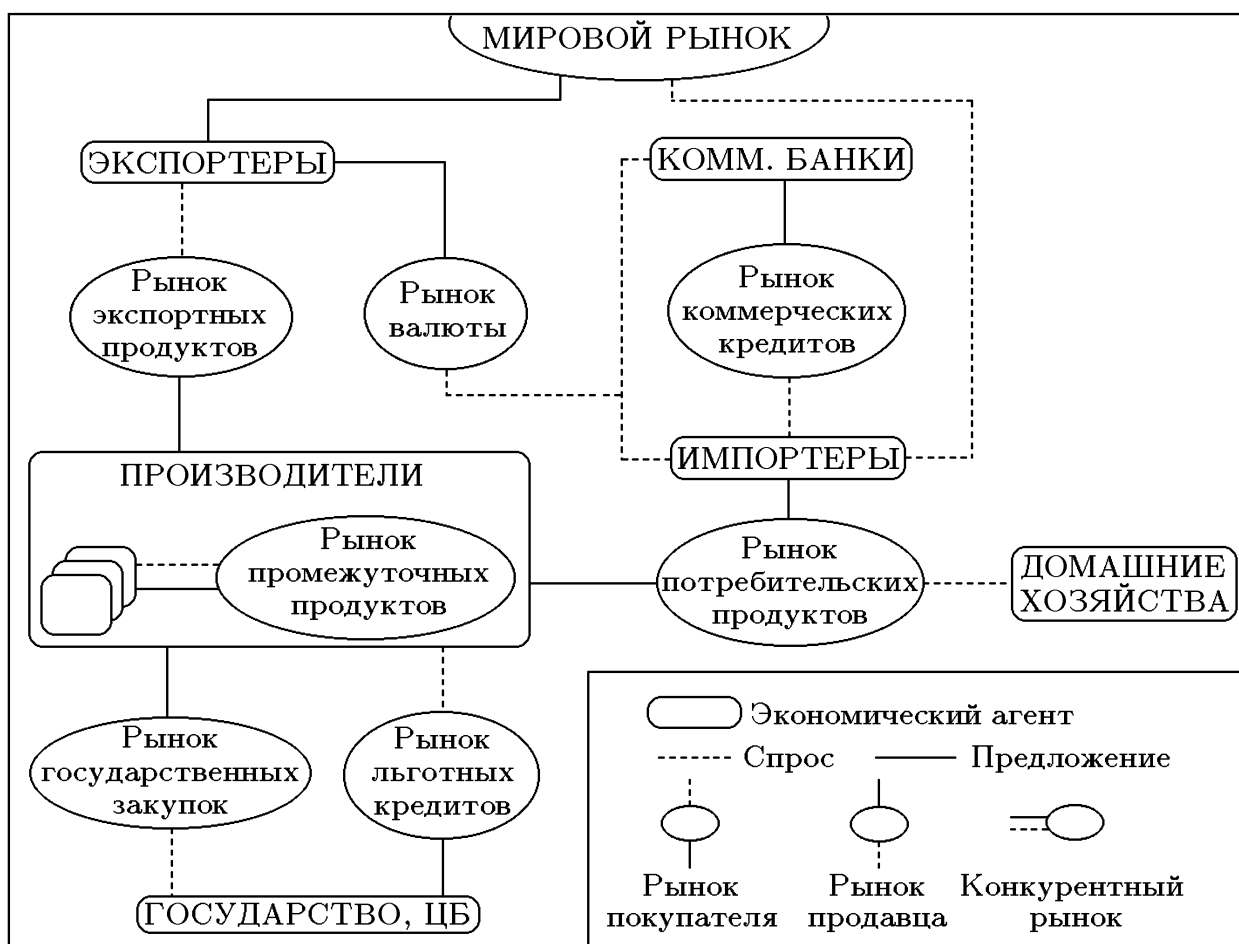 МИРОВОЙ РЫНОК
ЭКСПОРТЕРЫ
КОММ. БАНКИ
Рынок
экспортных
продуктов
Рынок
валюты
Рынок
коммерческих
кредитов
ПРОИЗВОДИТЕЛИ
ИМПОРТЕРЫ
Рынок
промежуточных
продуктов
Рынок
потребительских
продуктов
ДОМАШНИЕ
ХОЗЯЙСТВА
Рынок
государственных
закупок
Рынок
льготных
кредитов
ГОСУДАРСТВО, ЦБ
Экономический агент
Спрос
Предложение
Рынок
покупателя
Рынок
продавца
Конкурентный
рынок